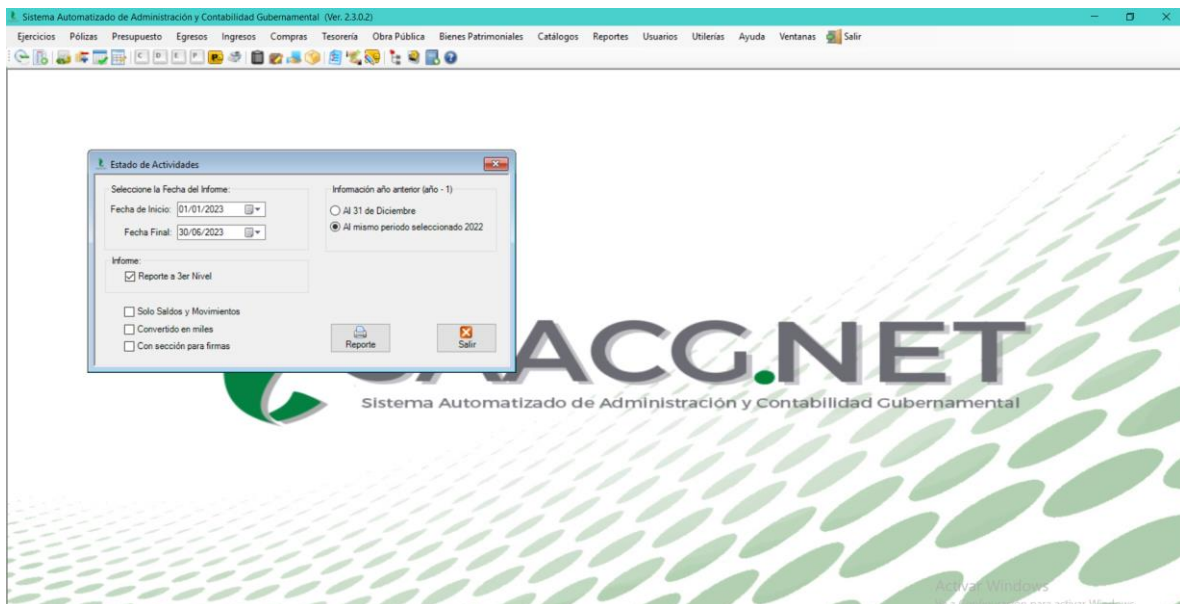 Sistema Automatizado de Administración y Contabilidad Gubernamental (Ver. 2.3.0.2)
Ejercicios Pólizas Presupuesto Egresos Ingresos Compras Tesorería Obra Pública Bienes Patrimoniales Catálogos Reportes Usuarios Utilerías Ayuda Ventanas Salir
C D E P P
Estado de Actividades
Seleccione la Fecha del Informe:
Fecha de Inicio: 01/01/2023
Fecha Final: 30/06/2023
Información año anterior (año - 1)
Al 31 de Diciembre
Al mismo periodo seleccionado 2022
Informe:
Reporte a 3er Nivel
Solo Saldos y Movimientos
Convertido en miles
Con sección para firmas
Reporte
Salir
ACG.NET
Sistema Automatizado de Administración y Contabilidad Gubernamental
Activar Windows